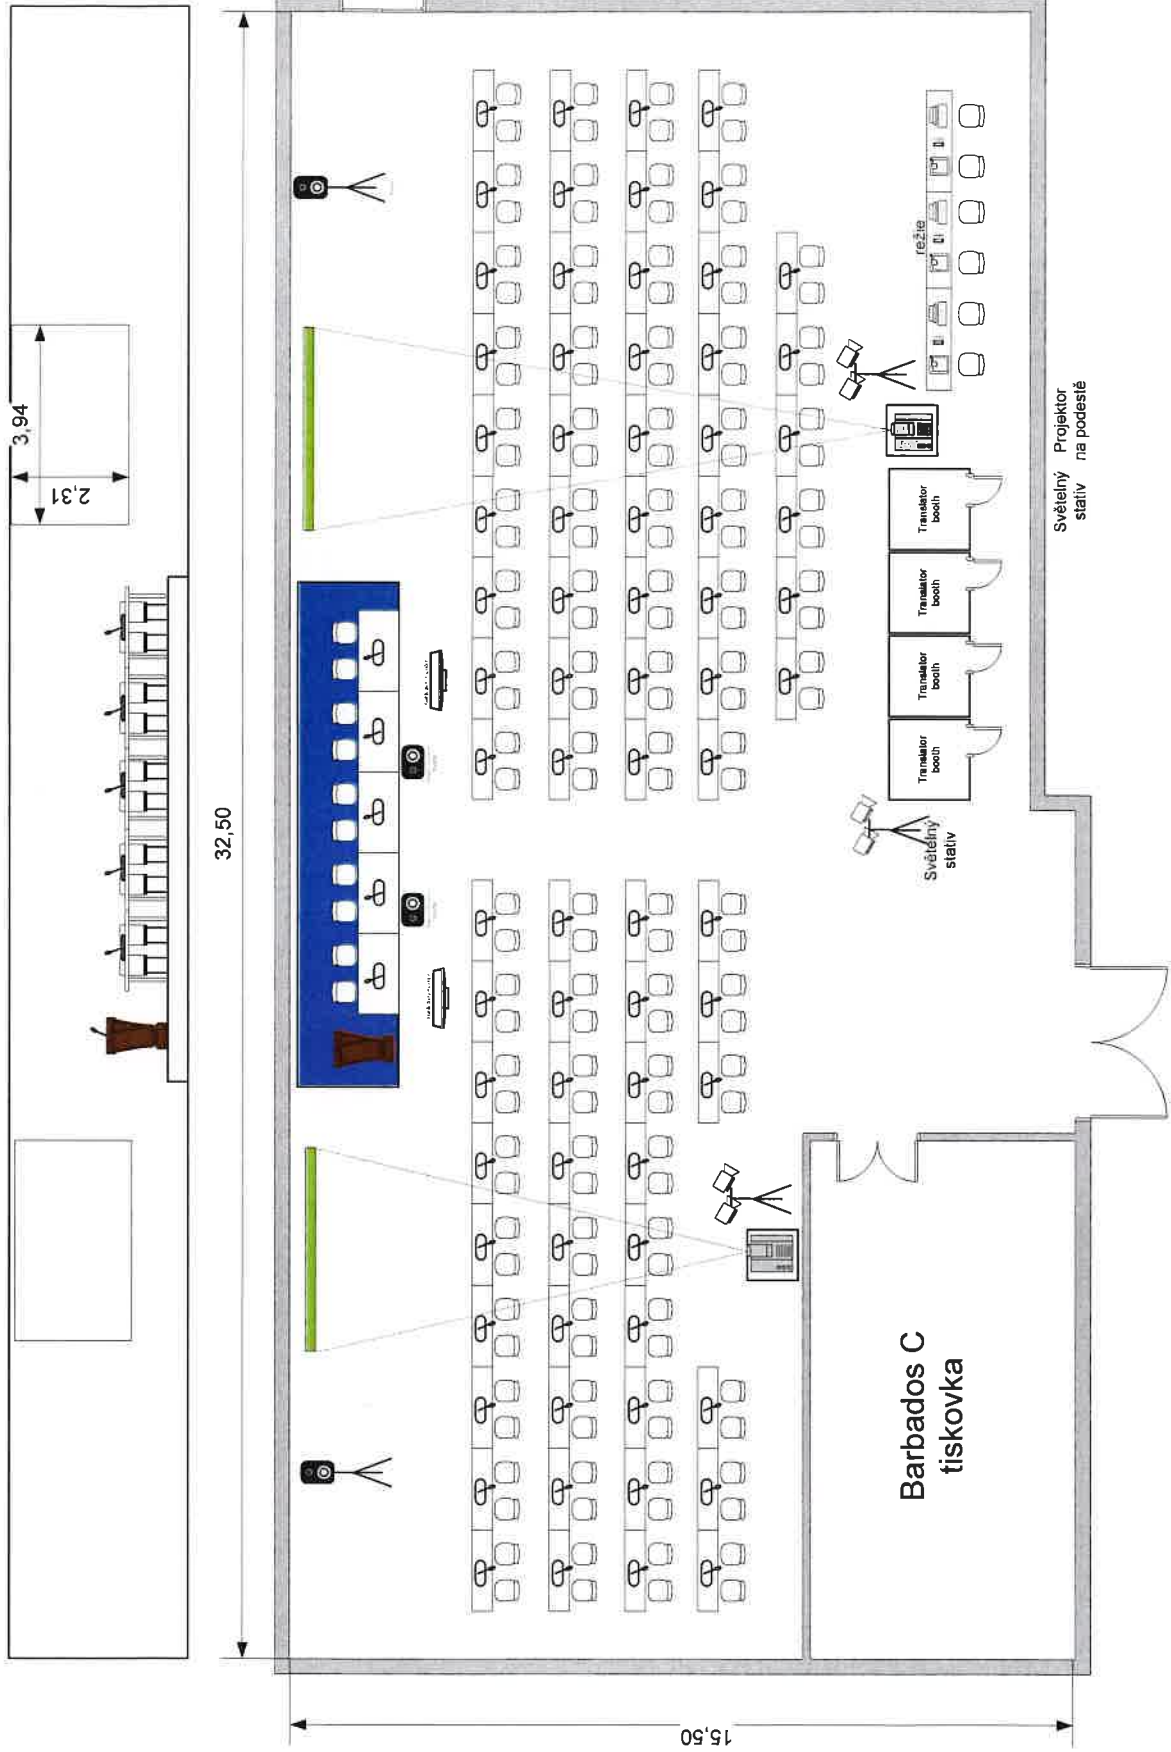 3,94
2,31
32,50
15,50
režie
Světelný
stativ
Projektor
na podestě
Translator
booth
Translator
booth
Translator
booth
Translator
booth
Světelný
stativ
Barbados C
tiskovka